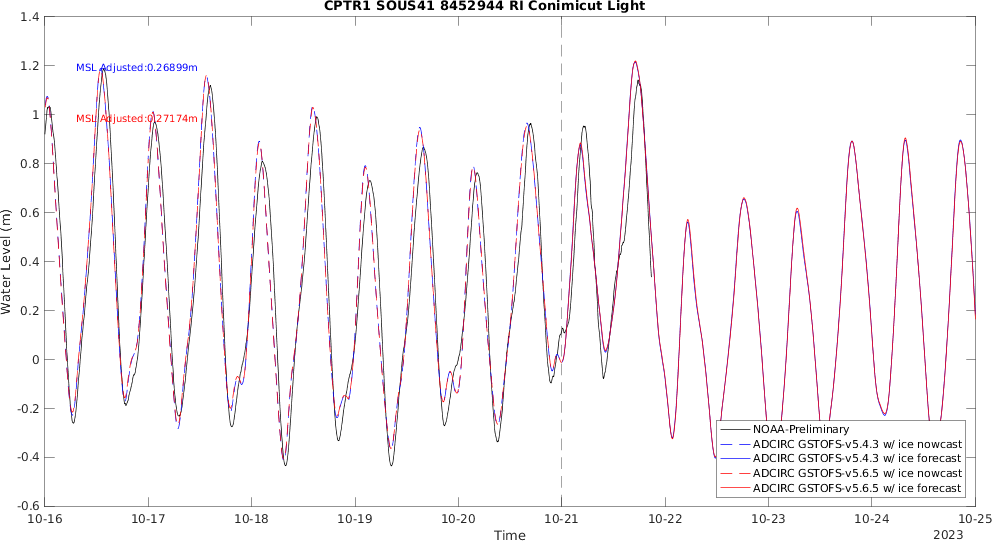 CPTR1 SOUS41 8452944 RI Conimicut Light
1.4
1.2
1
0.8
0.6
0.4
0.2
0
-0.2
-0.4
-0.6
Water Level (m)
MSL Adjusted:0.26899m
MSL Adjusted:0.27174m
NOAA-Preliminary
ADCIRC GSTOFS-v5.4.3 w/ ice nowcast
ADCIRC GSTOFS-v5.4.3 w/ ice forecast
ADCIRC GSTOFS-v5.6.5 w/ ice nowcast
ADCIRC GSTOFS-v5.6.5 w/ ice forecast
10-16 10-17 10-18 10-19 10-20 10-21 10-22 10-23 10-24 10-25
Time
2023